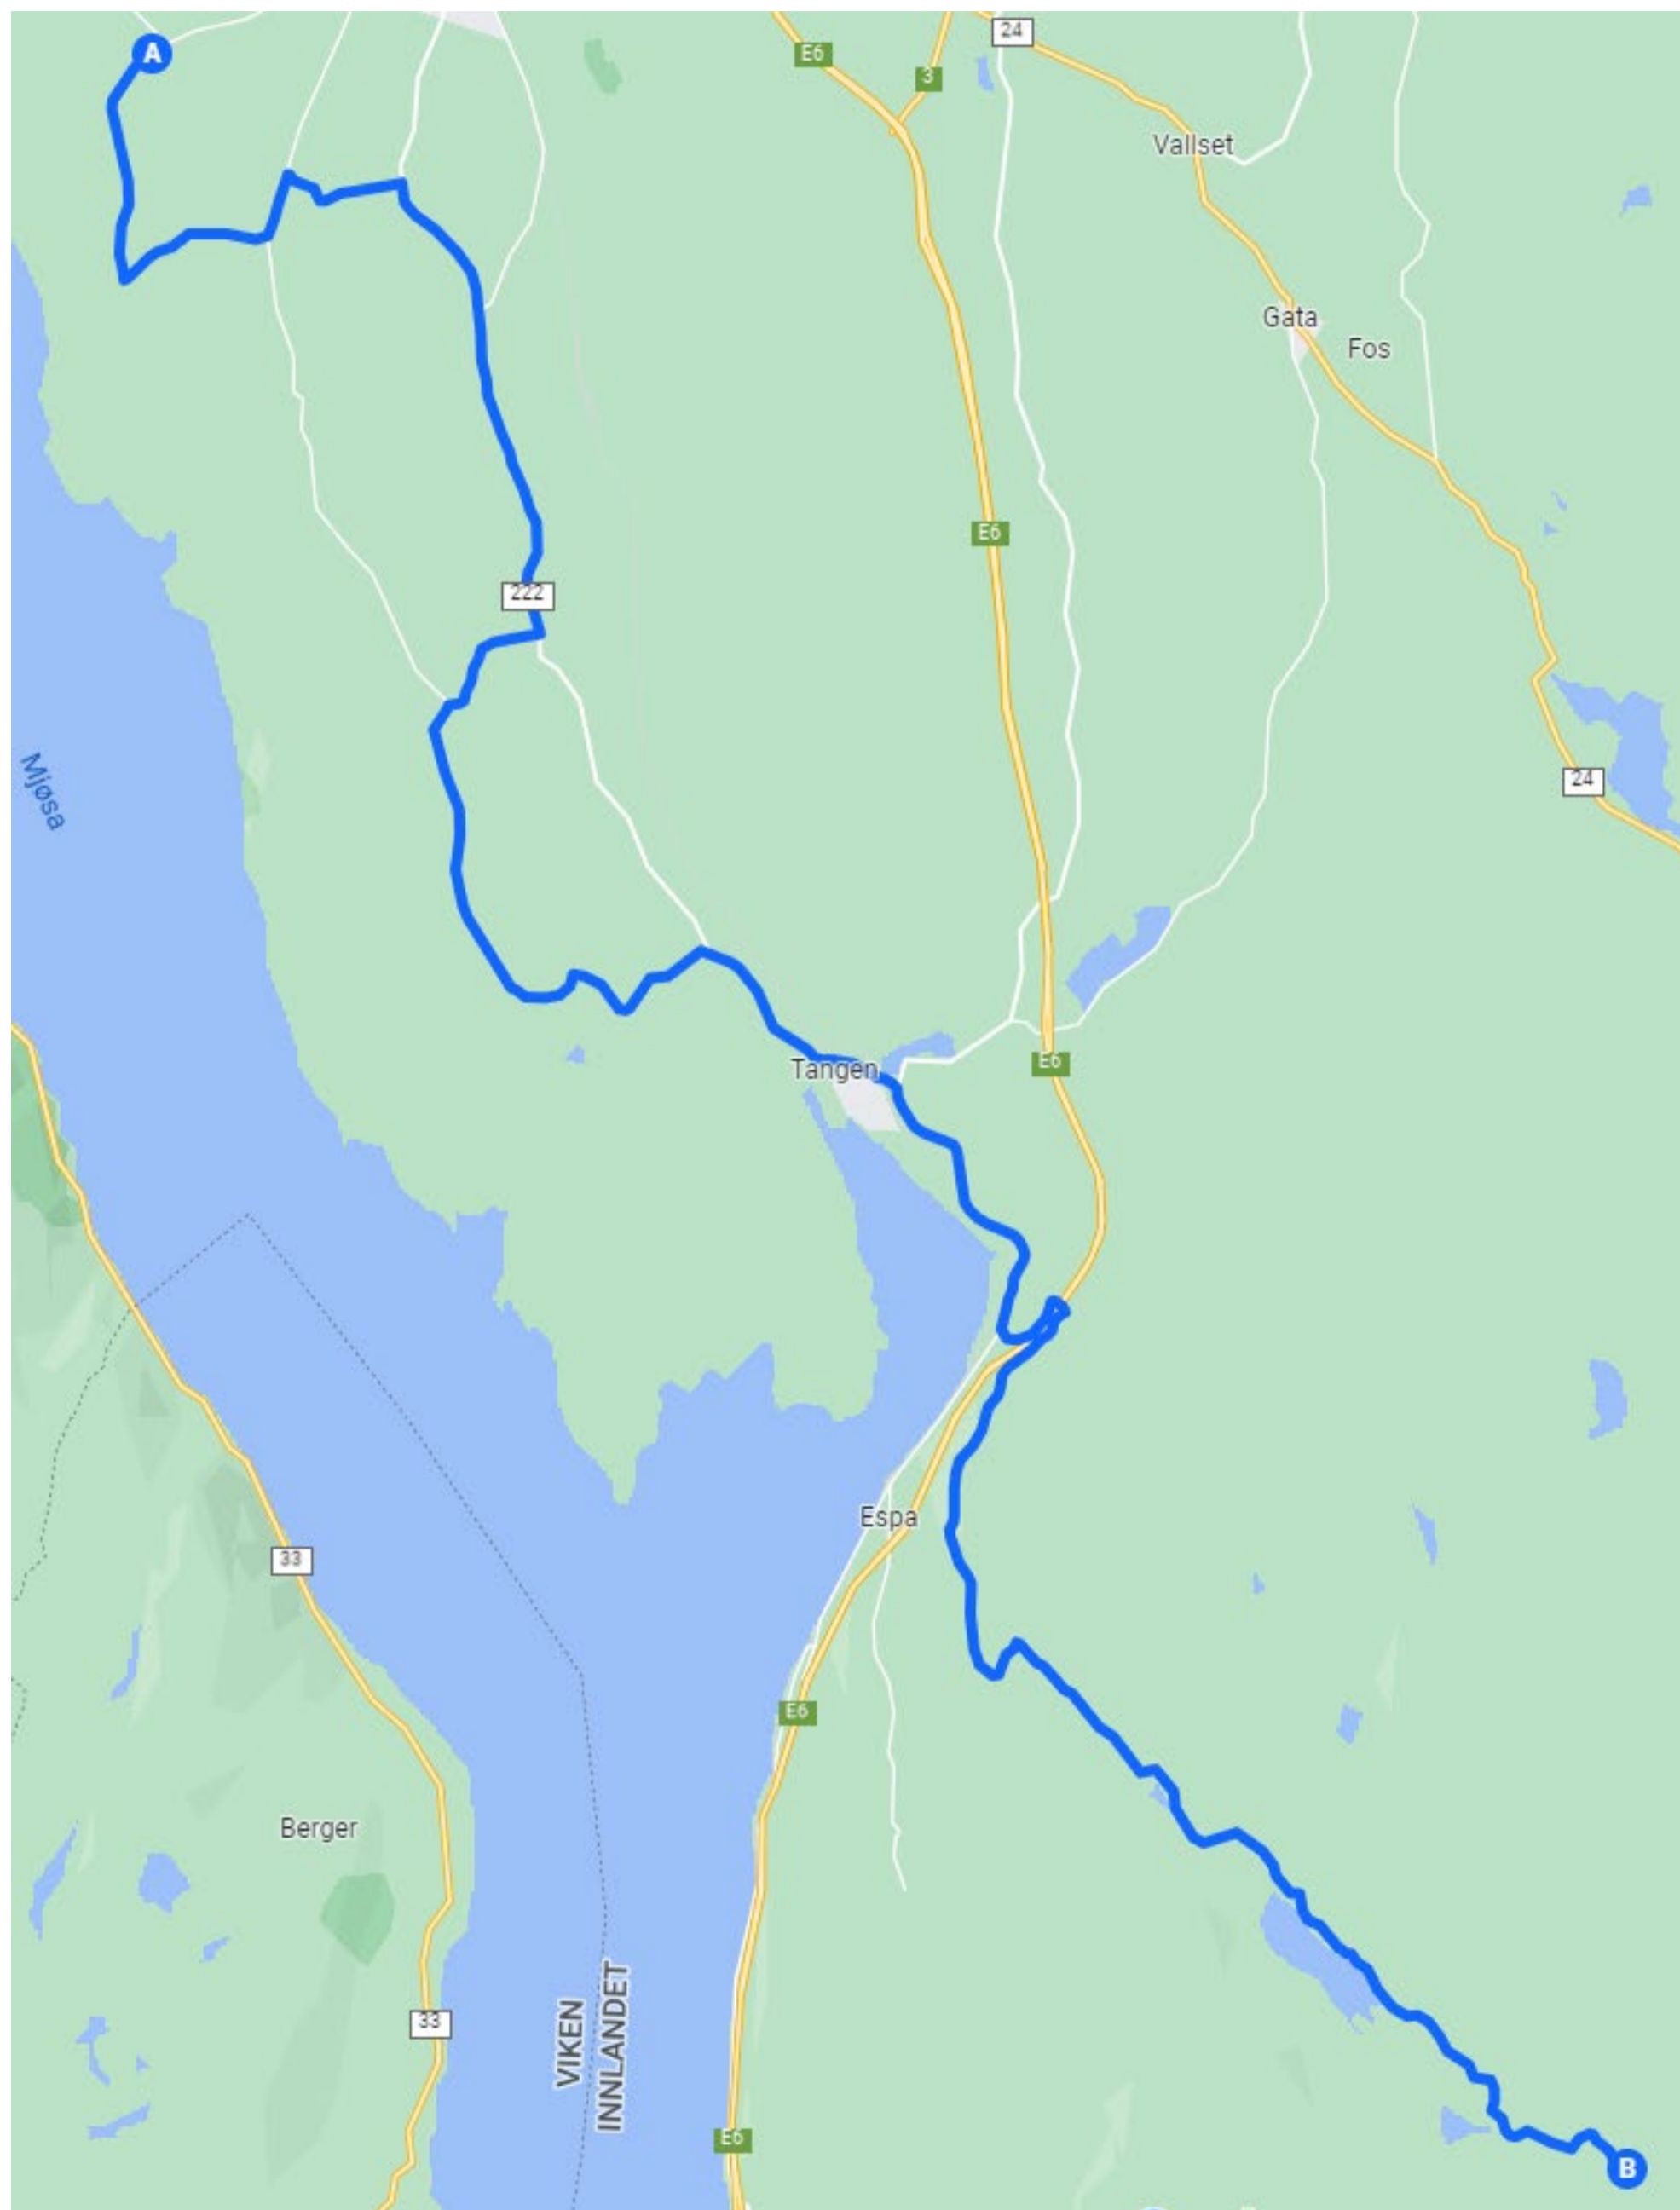 A
E6
24
3
Vallset
Gata
Fos
E6
222
Mjøsa
24
Tangen
E6
Espa
33
E6
Berger
33
VIKEN
INNLANDET
E6
B